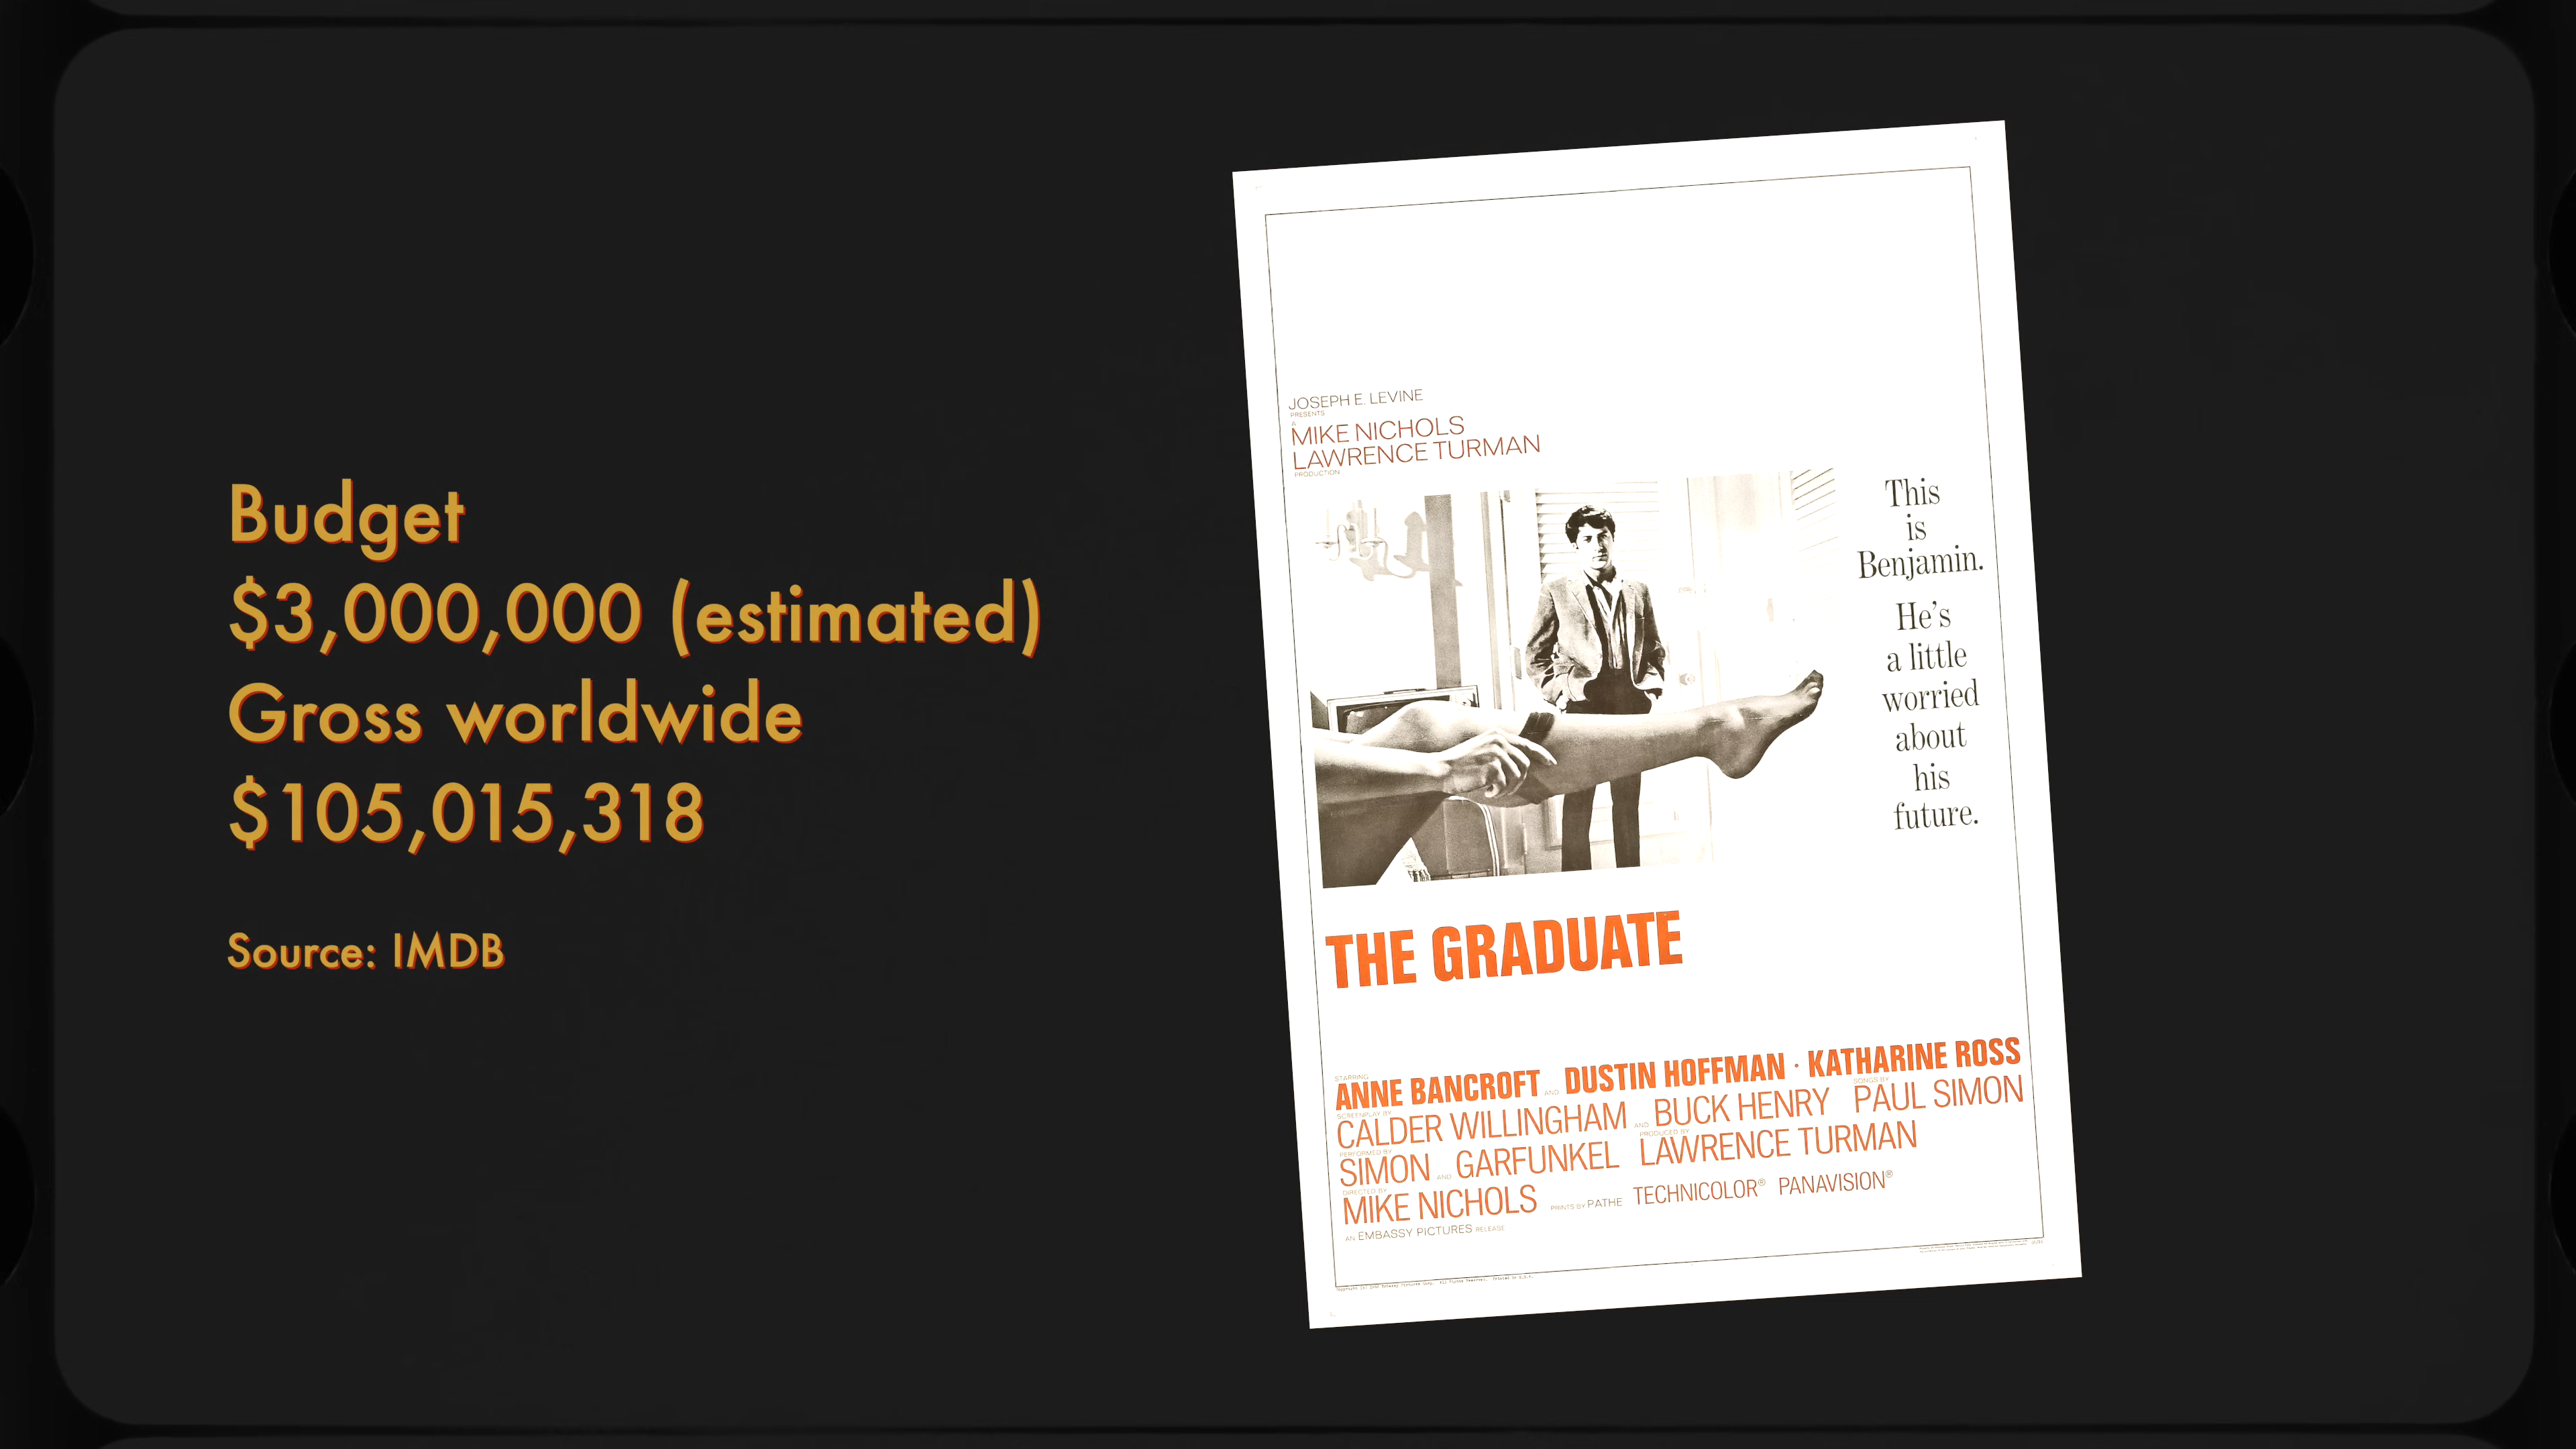 Budget
$3,000,000 (estimated)
Gross worldwide
$105,015,318
Source: IMDB
JOSEPH E. LEVINE
PRESENTS
A
MIKE NICHOLS
LAWRENCE TURMAN
PRODUCTION
This
is
Benjamin.
He's
a little
worried
about
his
future.
THE GRADUATE
STARRING
ANNE BANCROFT AND DUSTIN HOFFMAN · KATHARINE ROSS
SCREENPLAY BY SONGS BY
CALDER WILLINGHAM AND BUCK HENRY PAUL SIMON
PERFORMED BY PRODUCED BY
SIMON AND GARFUNKEL LAWRENCE TURMAN
DIRECTED BY
MIKE NICHOLS PRINTS BY PATHE TECHNICOLOR® PANAVISION®
AN EMBASSY PICTURES RELEASE